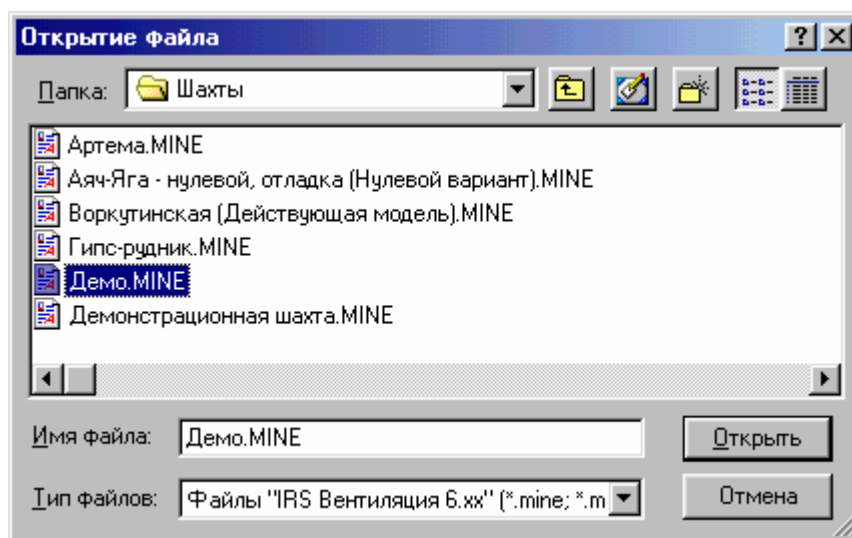 Открытие файла
Папка: Шахты
Артема.MINE
Аяч-Яга - нулевой, отладка (Нулевой вариант).MINE
Воркутинская (Действующая модель).MINE
Гипс-рудник.MINE
Демо.MINE
Демонстрационная шахта.MINE
Имя файла: Демо.MINE Открыть
Тип файлов: Файлы "IRS Вентиляция 6.xx" (*.mine; *.m Отмена